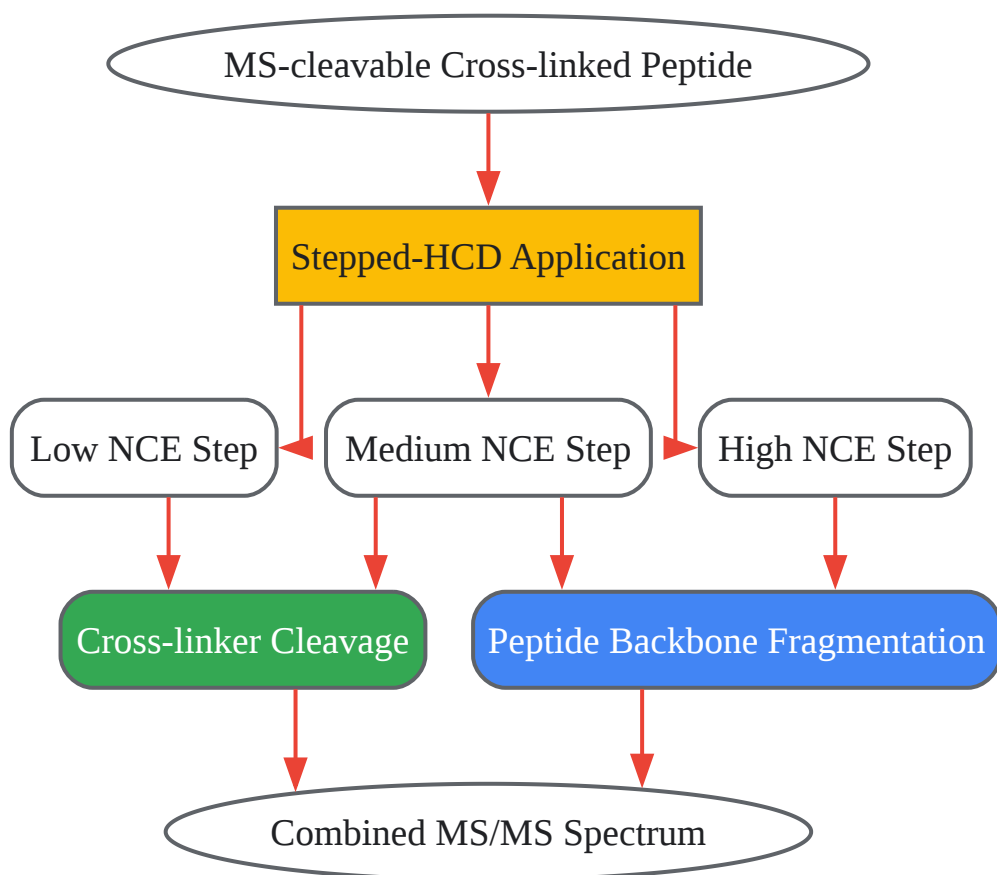 MS-cleavable Cross-linked Peptide
Stepped-HCD Application
Low NCE Step
Medium NCE Step
High NCE Step
Cross-linker Cleavage
Peptide Backbone Fragmentation
Combined MS/MS Spectrum